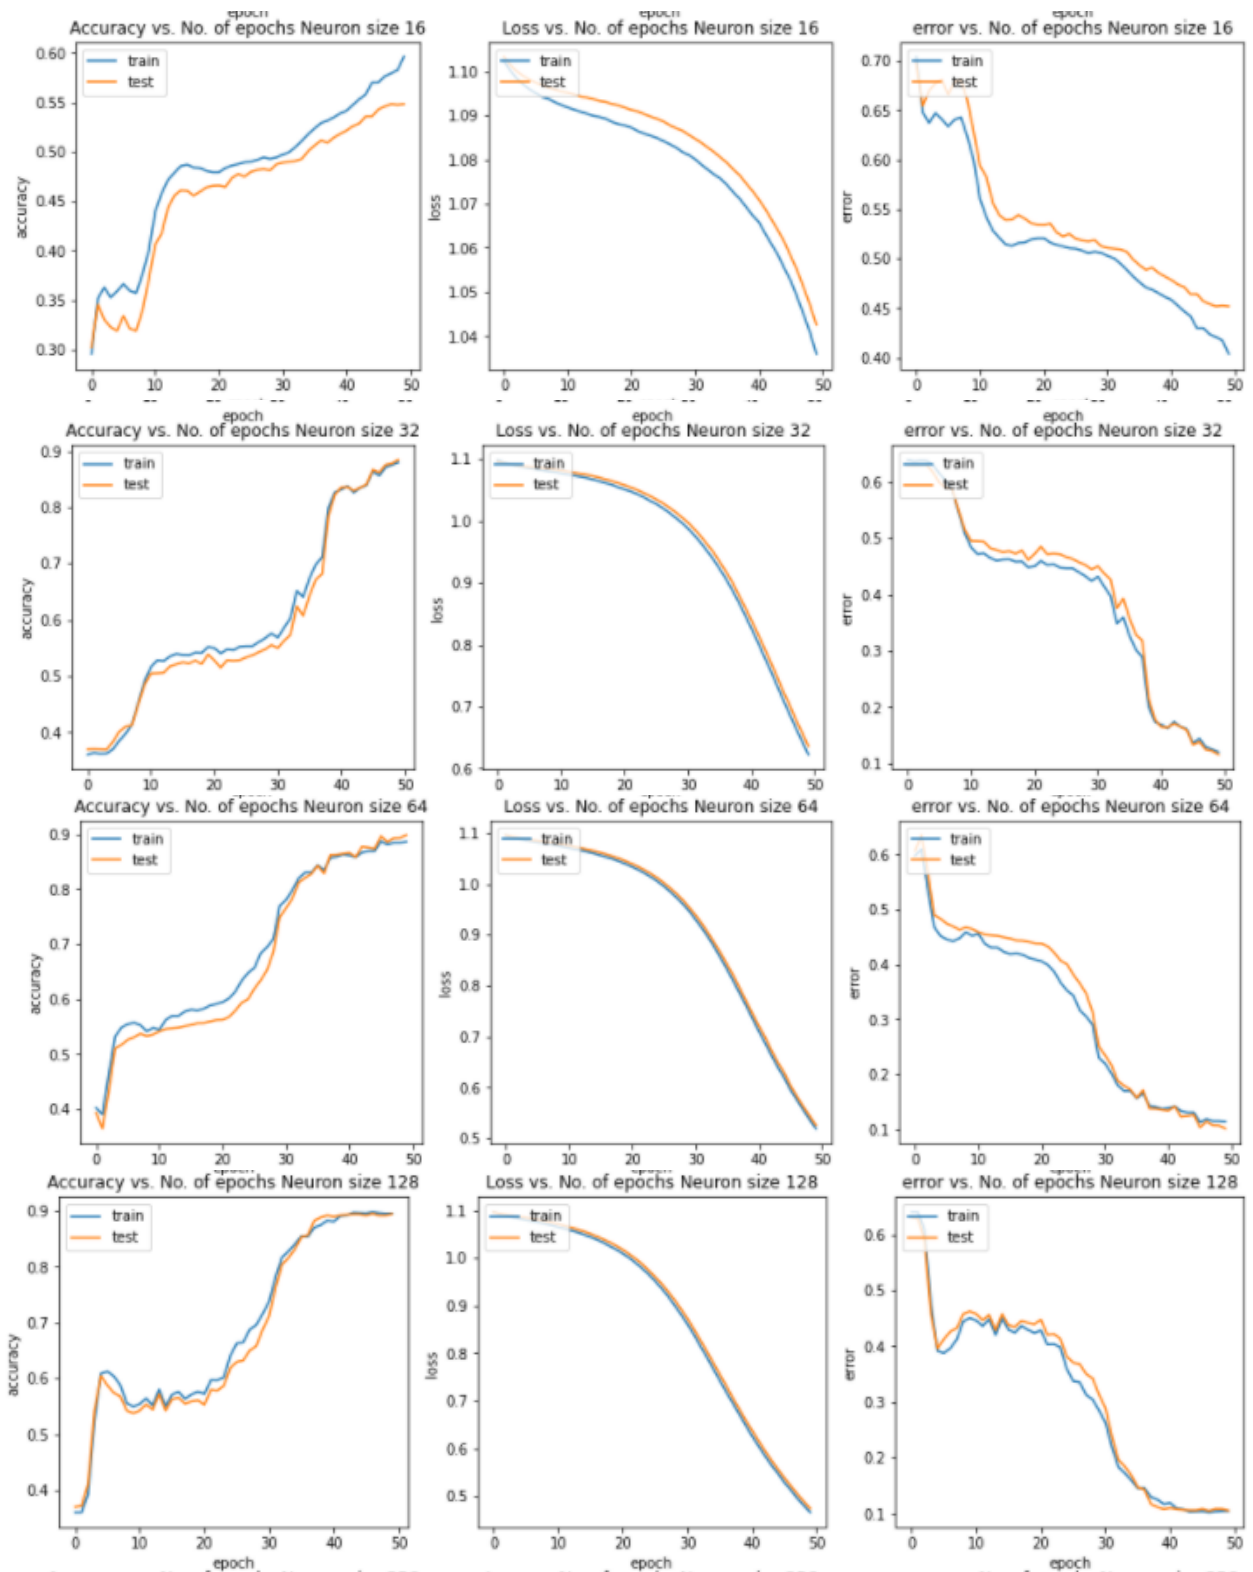 epoch epoch
Accuracy vs. No. of epochs Neuron size 16 Loss vs. No. of epochs Neuron size 16 error vs. No. of epochs Neuron size 16
train
test
0.60
0.55
0.50
0.45
0.40
0.35
0.30
accuracy
0 10 20 30 40 50
train
test
1.10
1.09
1.08
1.07
1.06
1.05
1.04
loss
0 10 20 30 40 50
train
test
0.70
0.65
0.60
0.55
0.50
0.45
0.40
error
0 10 20 30 40 50
epoch epoch
Accuracy vs. No. of epochs Neuron size 32 Loss vs. No. of epochs Neuron size 32 error vs. No. of epochs Neuron size 32
train
test
0.9
0.8
0.7
0.6
0.5
0.4
accuracy
0 10 20 30 40 50
train
test
1.1
1.0
0.9
0.8
0.7
0.6
loss
0 10 20 30 40 50
train
test
0.6
0.5
0.4
0.3
0.2
0.1
error
0 10 20 30 40 50
Accuracy vs. No. of epochs Neuron size 64 Loss vs. No. of epochs Neuron size 64 error vs. No. of epochs Neuron size 64
train
test
0.9
0.8
0.7
0.6
0.5
0.4
accuracy
0 10 20 30 40 50
train
test
1.1
1.0
0.9
0.8
0.7
0.6
0.5
loss
0 10 20 30 40 50
train
test
0.6
0.5
0.4
0.3
0.2
0.1
error
0 10 20 30 40 50
Accuracy vs. No. of epochs Neuron size 128 Loss vs. No. of epochs Neuron size 128 error vs. No. of epochs Neuron size 128
train
test
0.9
0.8
0.7
0.6
0.5
0.4
accuracy
0 10 20 30 40 50
epoch
train
test
1.1
1.0
0.9
0.8
0.7
0.6
0.5
loss
0 10 20 30 40 50
epoch
train
test
0.6
0.5
0.4
0.3
0.2
0.1
error
0 10 20 30 40 50
epoch